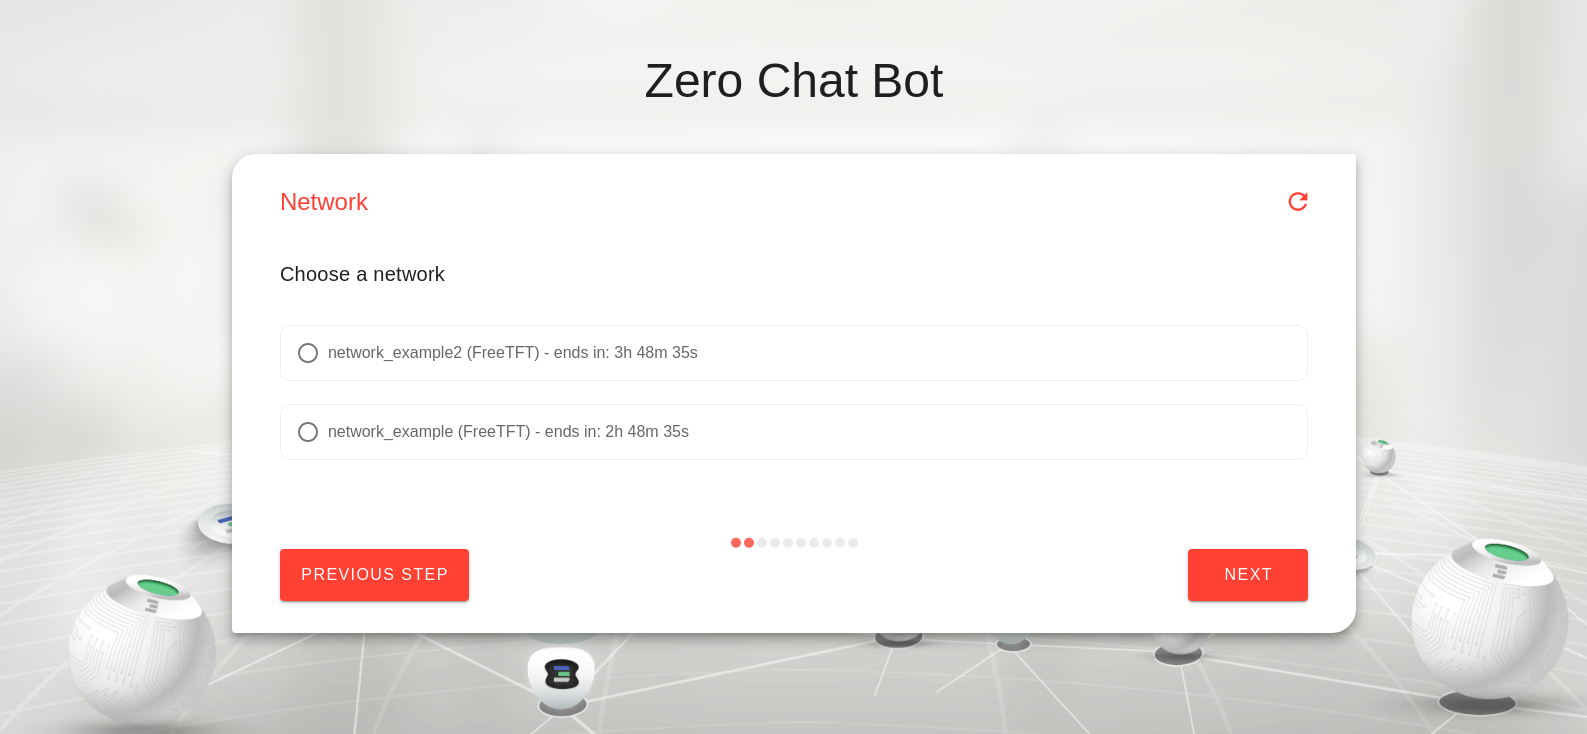 Zero Chat Bot
Network
Choose a network
network_example2 (FreeTFT) - ends in: 3h 48m 35s
network_example (FreeTFT) - ends in: 2h 48m 35s
PREVIOUS STEP
NEXT